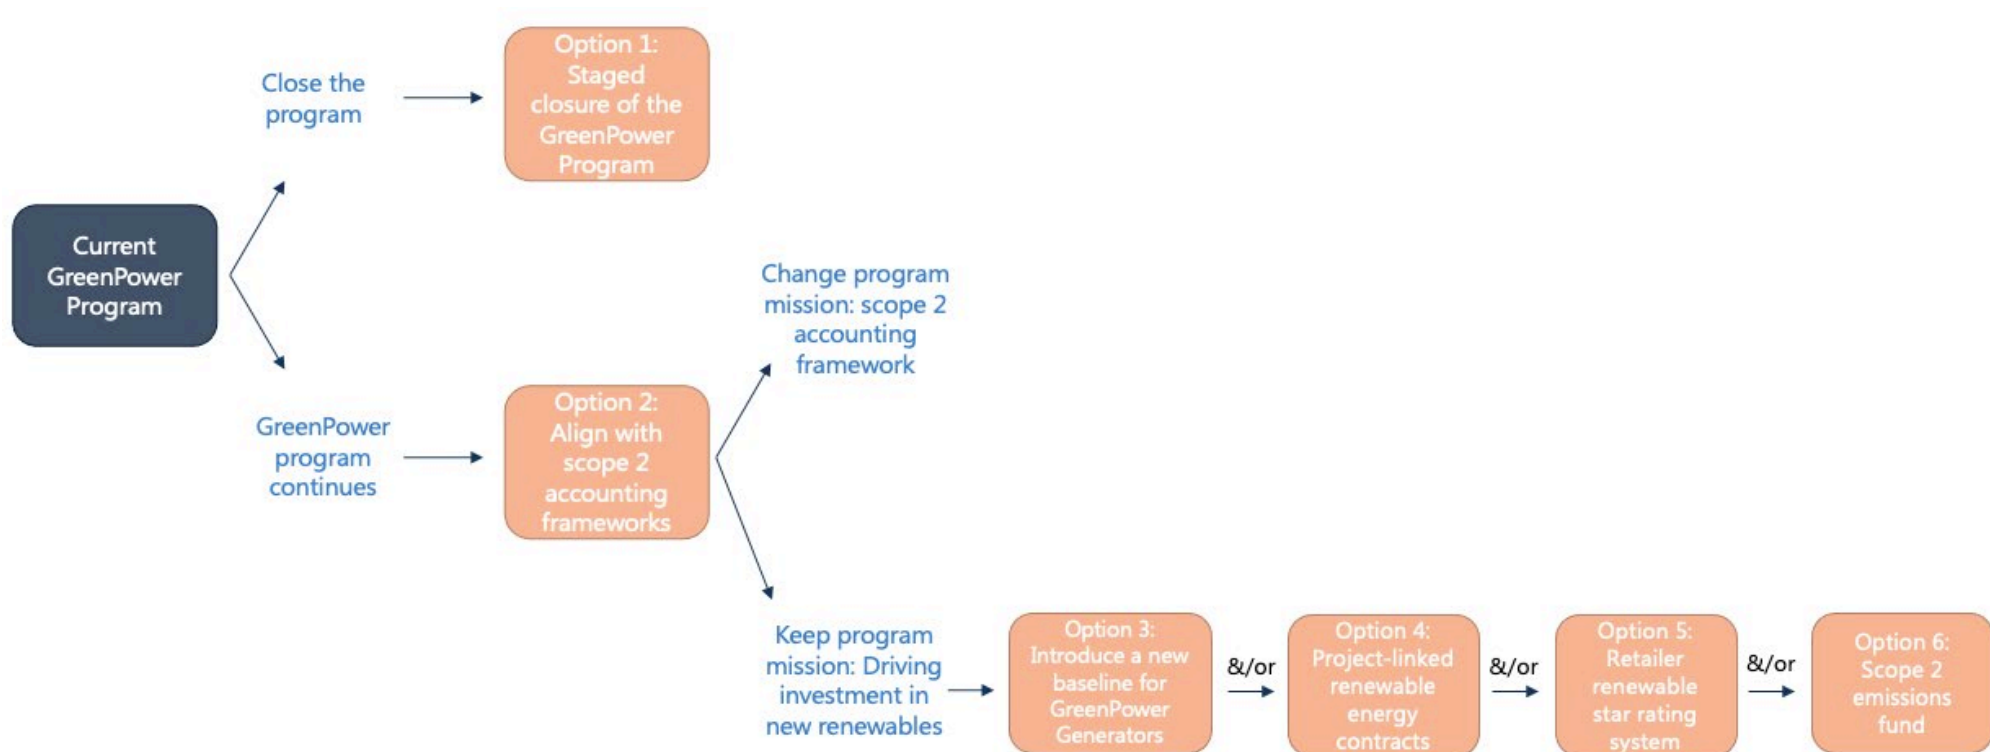 Close the
program
Option 1:
Staged
closure of the
GreenPower
Program
Current
GreenPower
Program
GreenPower
program
continues
Option 2:
Align with
scope 2
accounting
frameworks
Change program
mission: scope 2
accounting
framework
Keep program
mission: Driving
investment in
new renewables
Option 3:
Introduce a new
baseline for
GreenPower
Generators
&/or
Option 4:
Project-linked
renewable
energy
contracts
&/or
Option 5:
Retailer
renewable
star rating
system
&/or
Option 6:
Scope 2
emissions
fund